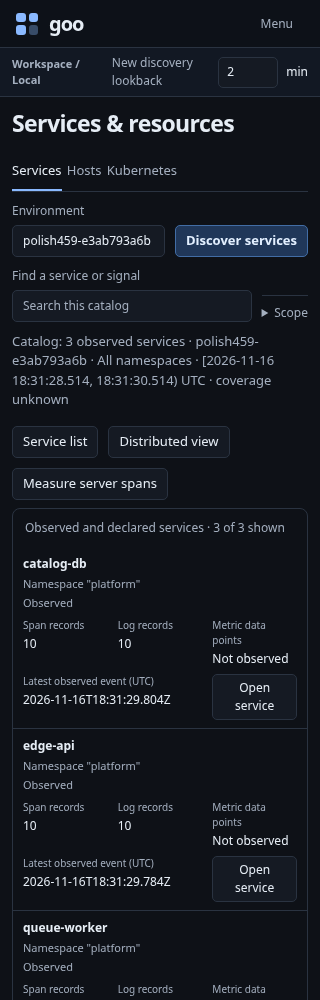 goo
Menu
Workspace /
Local
New discovery
lookback
2
min
Services & resources
Services Hosts Kubernetes
Environment
polish459-e3ab793a6b
Discover services
Find a service or signal
Search this catalog
▶ Scope
Catalog: 3 observed services · polish459-
e3ab793a6b · All namespaces · [2026-11-16
18:31:28.514, 18:31:30.514) UTC · coverage
unknown
Service list
Distributed view
Measure server spans
Observed and declared services · 3 of 3 shown
catalog-db
Namespace "platform"
Observed
Span records
Log records
Metric data
points
10
10
Not observed
Latest observed event (UTC)
2026-11-16T18:31:29.804Z
Open
service
edge-api
Namespace "platform"
Observed
Span records
Log records
Metric data
points
10
10
Not observed
Latest observed event (UTC)
2026-11-16T18:31:29.784Z
Open
service
queue-worker
Namespace "platform"
Observed
Span records
Log records
Metric data